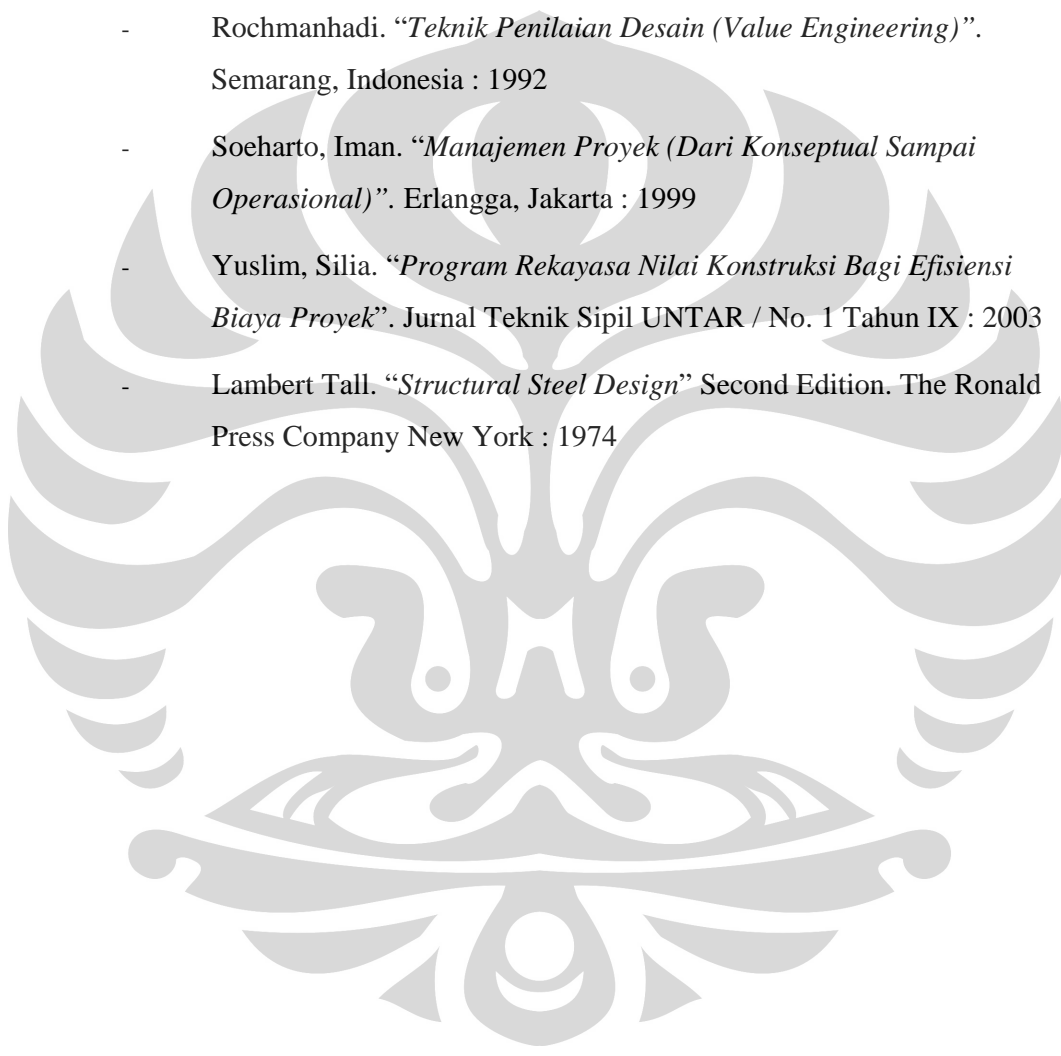 - Rochmanhadi. “Teknik Penilaian Desain (Value Engineering)”.
Semarang, Indonesia : 1992
- Soeharto, Iman. “Manajemen Proyek (Dari Konseptual Sampai
Operasional)”. Erlangga, Jakarta : 1999
- Yuslim, Silia. “Program Rekayasa Nilai Konstruksi Bagi Efisiensi
Biaya Proyek”. Jurnal Teknik Sipil UNTAR / No. 1 Tahun IX : 2003
- Lambert Tall. “Structural Steel Design” Second Edition. The Ronald
Press Company New York : 1974